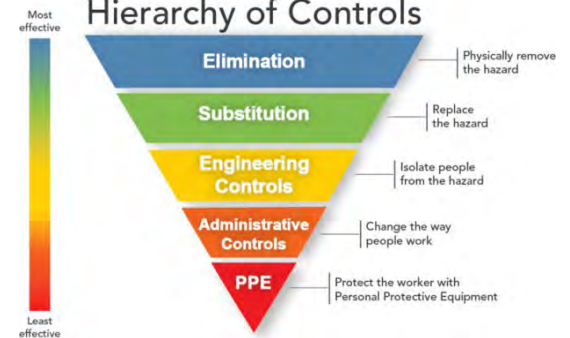 Hierarchy of Controls
Most
effective
Elimination
Physically remove
the hazard
Substitution
Replace
the hazard
Engineering
Controls
Isolate people
from the hazard
Administrative
Controls
Change the way
people work
PPE
Protect the worker with
Personal Protective Equipment
Least
effective